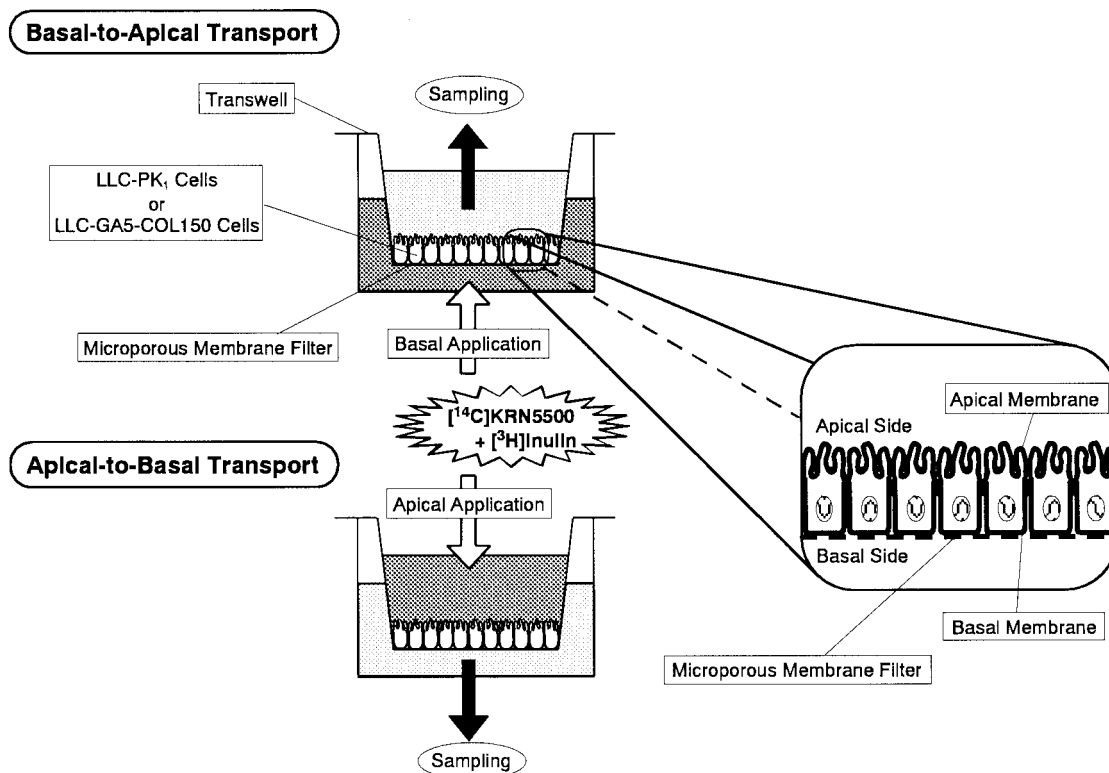 Basal-to-Apical Transport
Transwell
Sampling
LLC-PK₁ Cells
or
LLC-GA5-COL150 Cells
Microporous Membrane Filter
Basal Application
[¹⁴C]KRN5500
+ [³H]Inulin
Apical-to-Basal Transport
Apical Application
Sampling
Apical Membrane
Apical Side
Basal Side
Basal Membrane
Microporous Membrane Filter